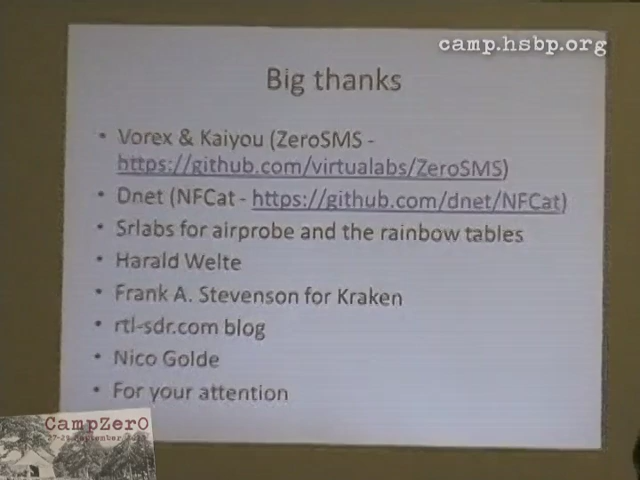 camp.hsbp.org
Big thanks
• Vorex & Kaiyou (ZeroSMS -
https://github.com/virtualabs/ZeroSMS)
• Dnet (NFCat - https://github.com/dnet/NFCat)
• Srlabs for airprobe and the rainbow tables
• Harald Welte
• Frank A. Stevenson for Kraken
• rtl-sdr.com blog
• Nico Golde
• For your attention
CampZer0
September